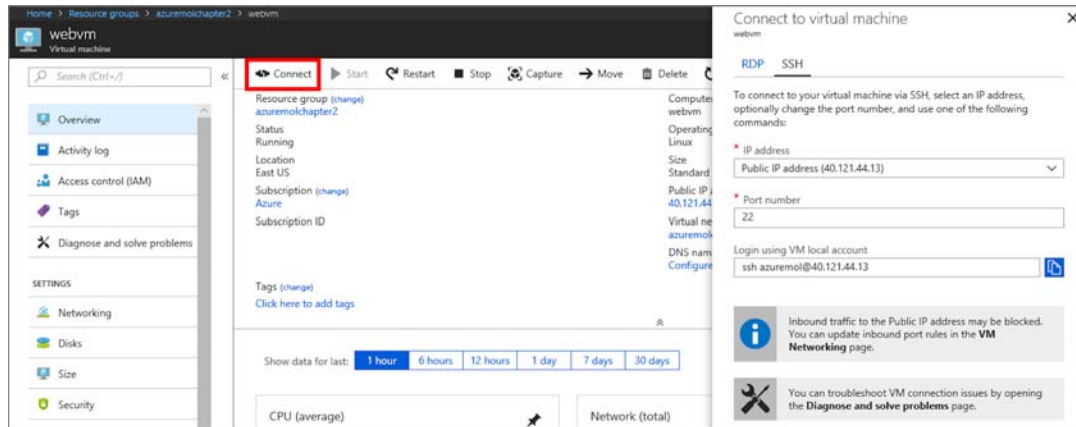 Home > Resource groups > azuremolchapter2 > webvm
webvm
Virtual machine
Search (Ctrl+/)
Overview
Activity log
Access control (IAM)
Tags
Diagnose and solve problems
SETTINGS
Networking
Disks
Size
Security
Connect Start Restart Stop Capture Move Delete
Resource group (change)
azuremolchapter2
Status
Running
Location
East US
Subscription (change)
Azure
Subscription ID
Computer
webvm
Operating
Linux
Size
Standard
Public IP
40.121.44
Virtual ne
azuremol
DNS nam
Configure
Tags (change)
Click here to add tags
Show data for last: 1 hour 6 hours 12 hours 1 day 7 days 30 days
CPU (average)
Network (total)
Connect to virtual machine
webvm
RDP SSH
To connect to your virtual machine via SSH, select an IP address,
optionally change the port number, and use one of the following
commands:
* IP address
Public IP address (40.121.44.13)
* Port number
22
Login using VM local account
ssh azuremol@40.121.44.13
Inbound traffic to the Public IP address may be blocked.
You can update inbound port rules in the VM
Networking page.
You can troubleshoot VM connection issues by opening
the Diagnose and solve problems page.